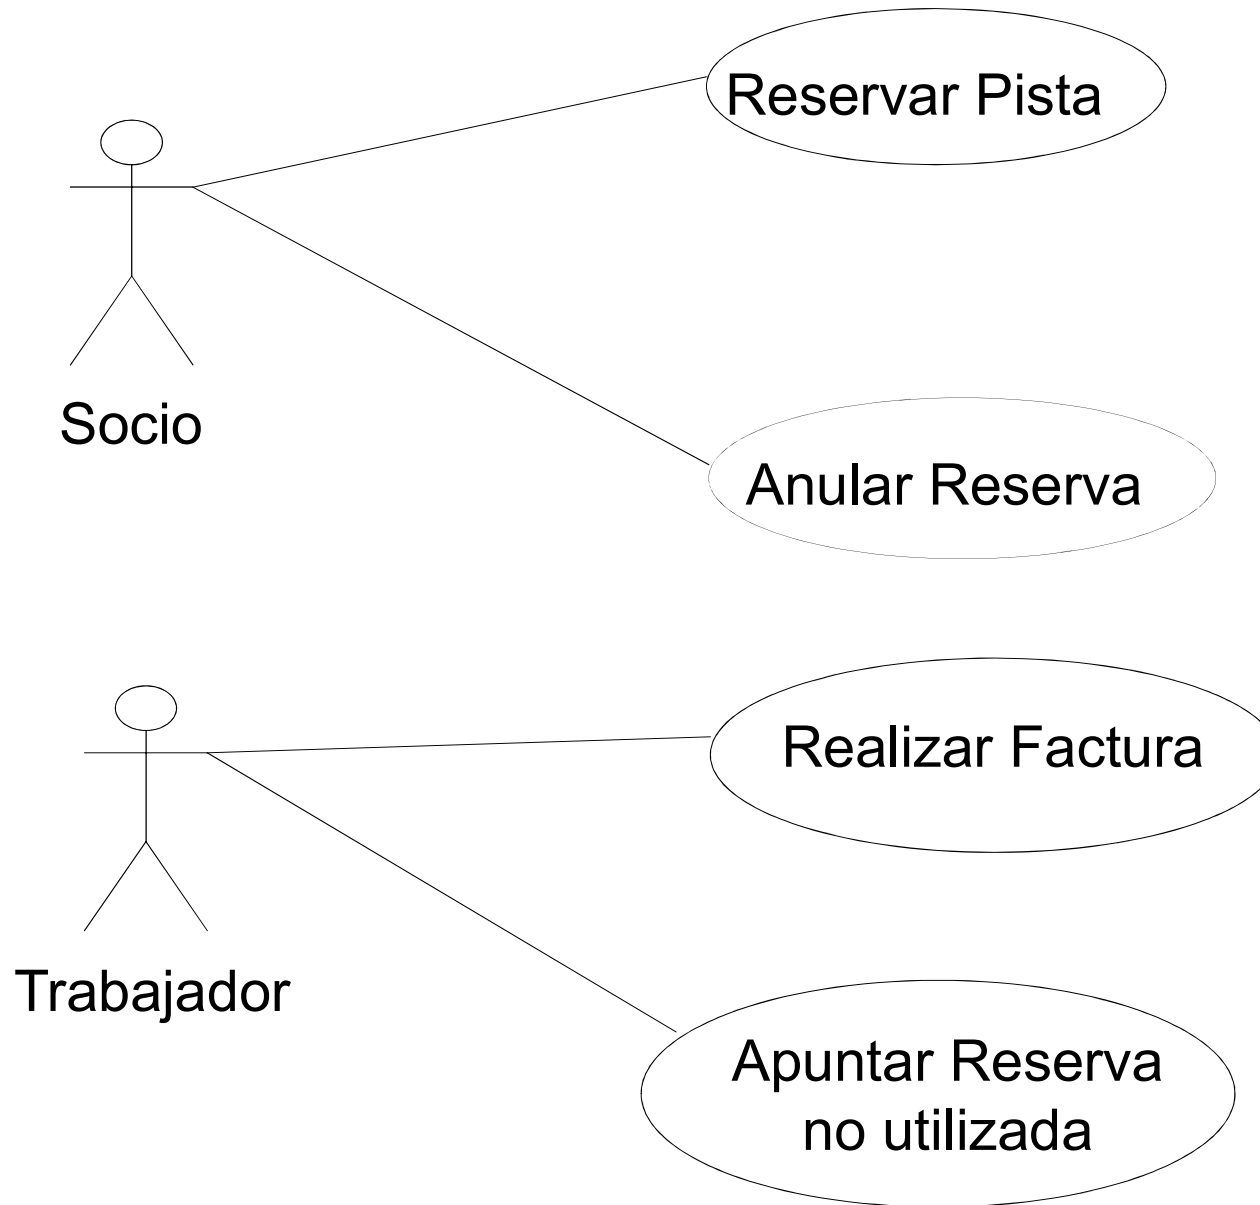 Reservar Pista
Socio
Anular Reserva
Realizar Factura
Trabajador
Apuntar Reserva
no utilizada